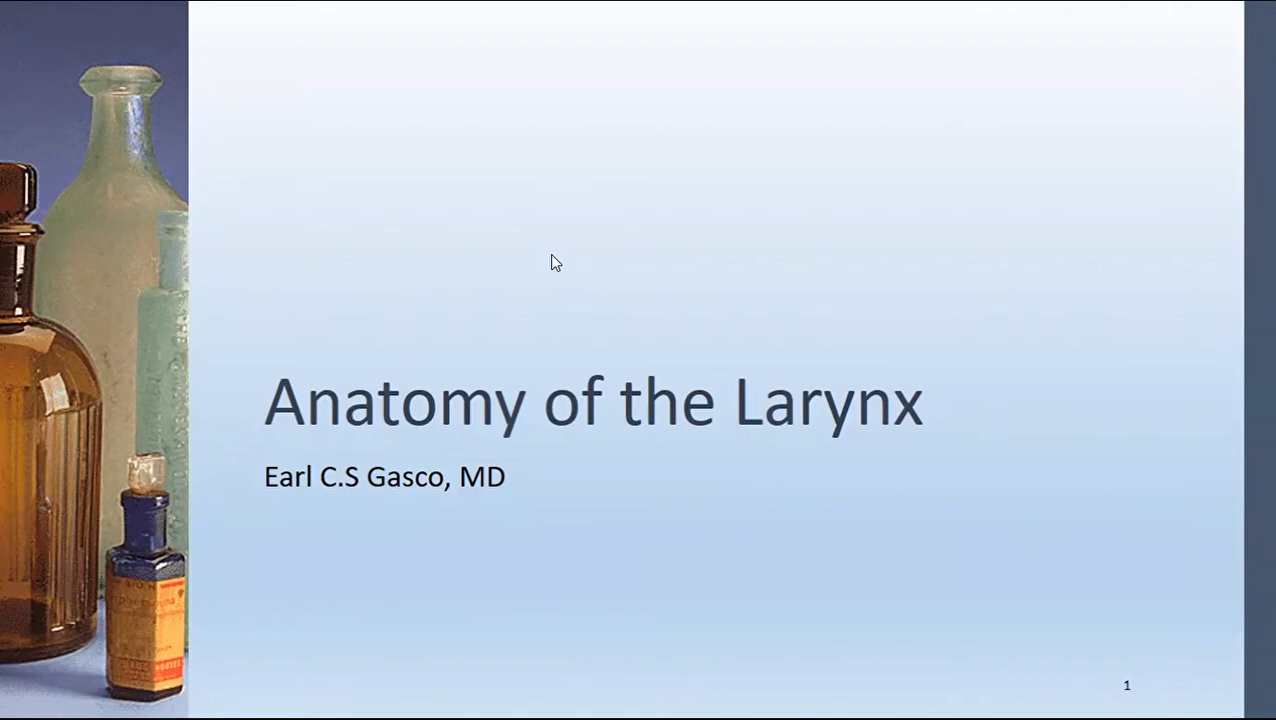 Anatomy of the Larynx
Earl C.S Gasco, MD
1